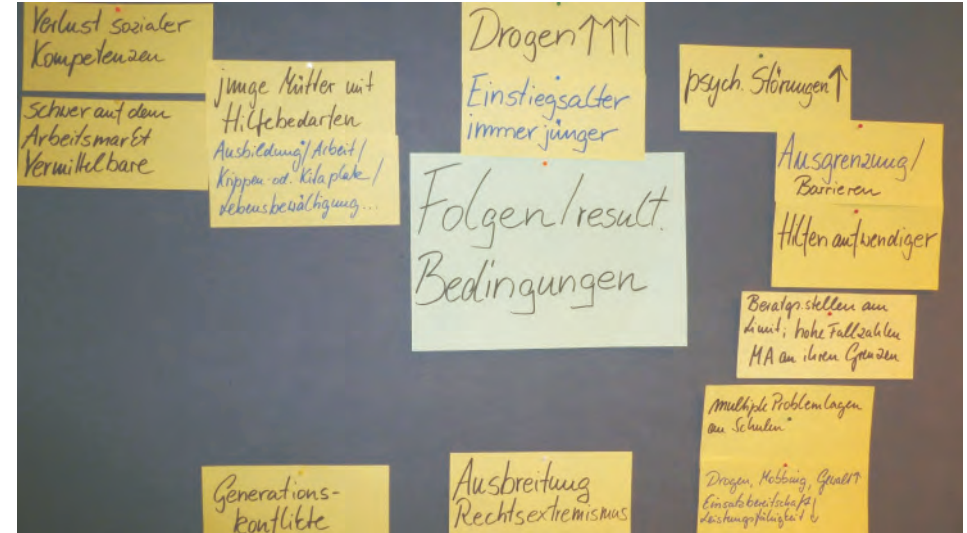 Verlust sozialer
Kompetenzen
schwer auf dem
Arbeitsmarkt
Vermittelbare
junge Mütter mit
Hilfebedarfen
Ausbildung/Arbeit/
Krippen- od. Kitaplatz/
Lebensbewältigung...
Drogen↑↑↑
Einstiegsalter
immer jünger
Folgen/result.
Bedingungen
psych. Störungen↑
Ausgrenzung/
Barrieren
Hilfen aufwendiger
Beratgs.stellen am
Limit; hohe Fallzahlen
MA an ihren Grenzen
multiple Problemlagen
an Schulen
Drogen, Mobbing, Gewalt↑
Einsatzbereitschaft/
Leistungsfähigkeit↓
Generations-
konflikte
Ausbreitung
Rechtsextremismus